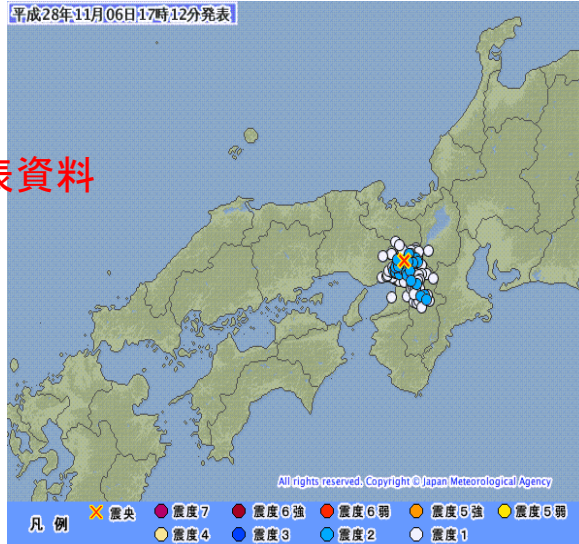 平成28年11月06日17時12分発表
表資料
All rights reserved. Copyright © Japan Meteorological Agency
凡 例 震央 震度7 震度6強 震度6弱 震度5強 震度5弱
震度4 震度3 震度2 震度1